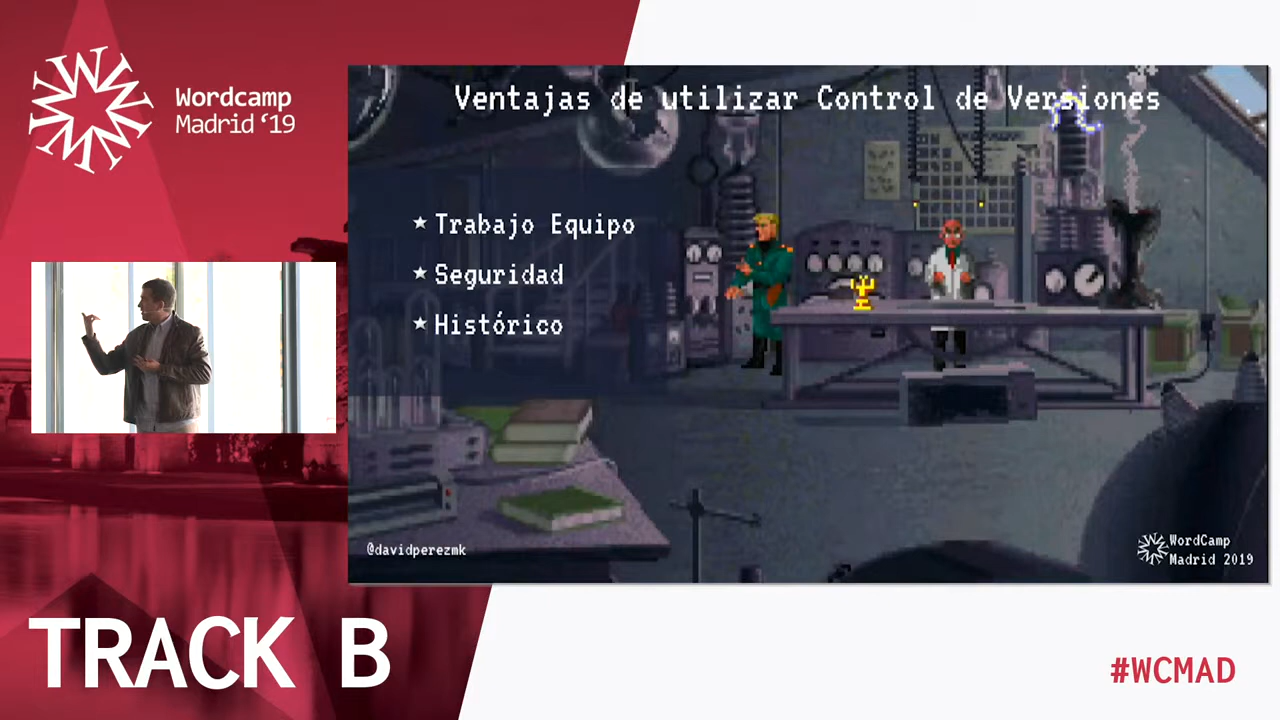 Wordcamp
Madrid ‘19
Ventajas de utilizar Control de Versiones
★ Trabajo Equipo
★ Seguridad
★ Histórico
@davidperezmk
WordCamp
Madrid 2019
TRACK B
#WCMAD